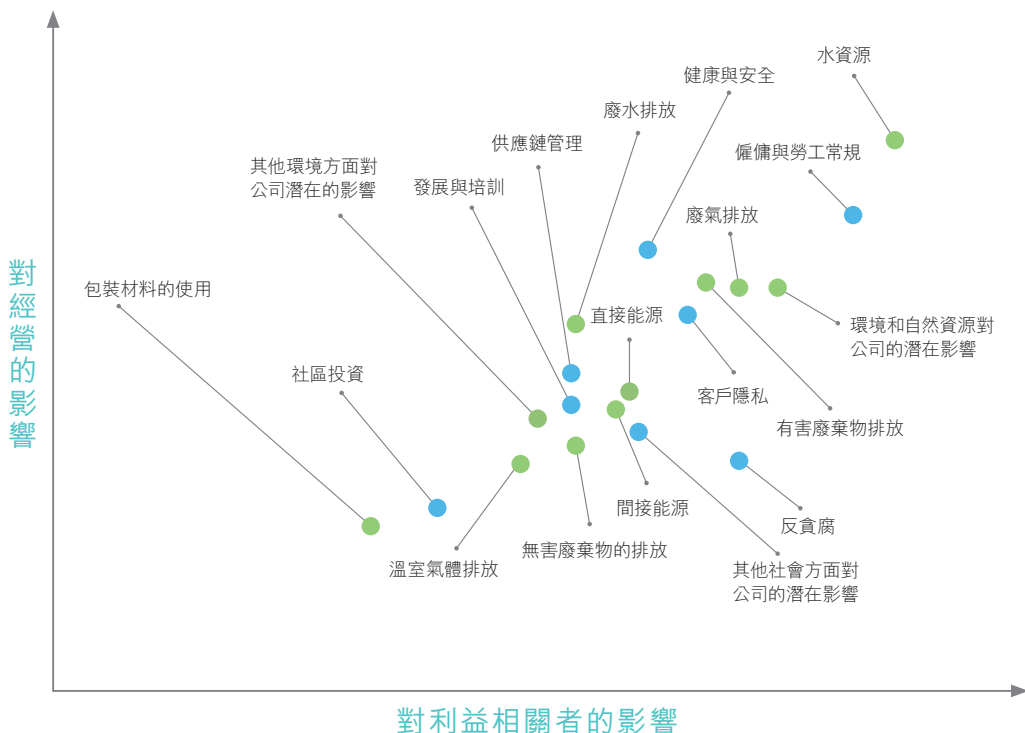 水資源
健康與安全
廢水排放
供應鏈管理
僱傭與勞工常規
其他環境方面對
公司潛在的影響
發展與培訓
廢氣排放
對經營的影響
包裝材料的使用
直接能源
環境和自然資源對
公司的潛在影響
社區投資
客戶隱私
有害廢棄物排放
間接能源
反貪腐
無害廢棄物的排放
溫室氣體排放
其他社會方面對
公司的潛在影響
對利益相關者的影響